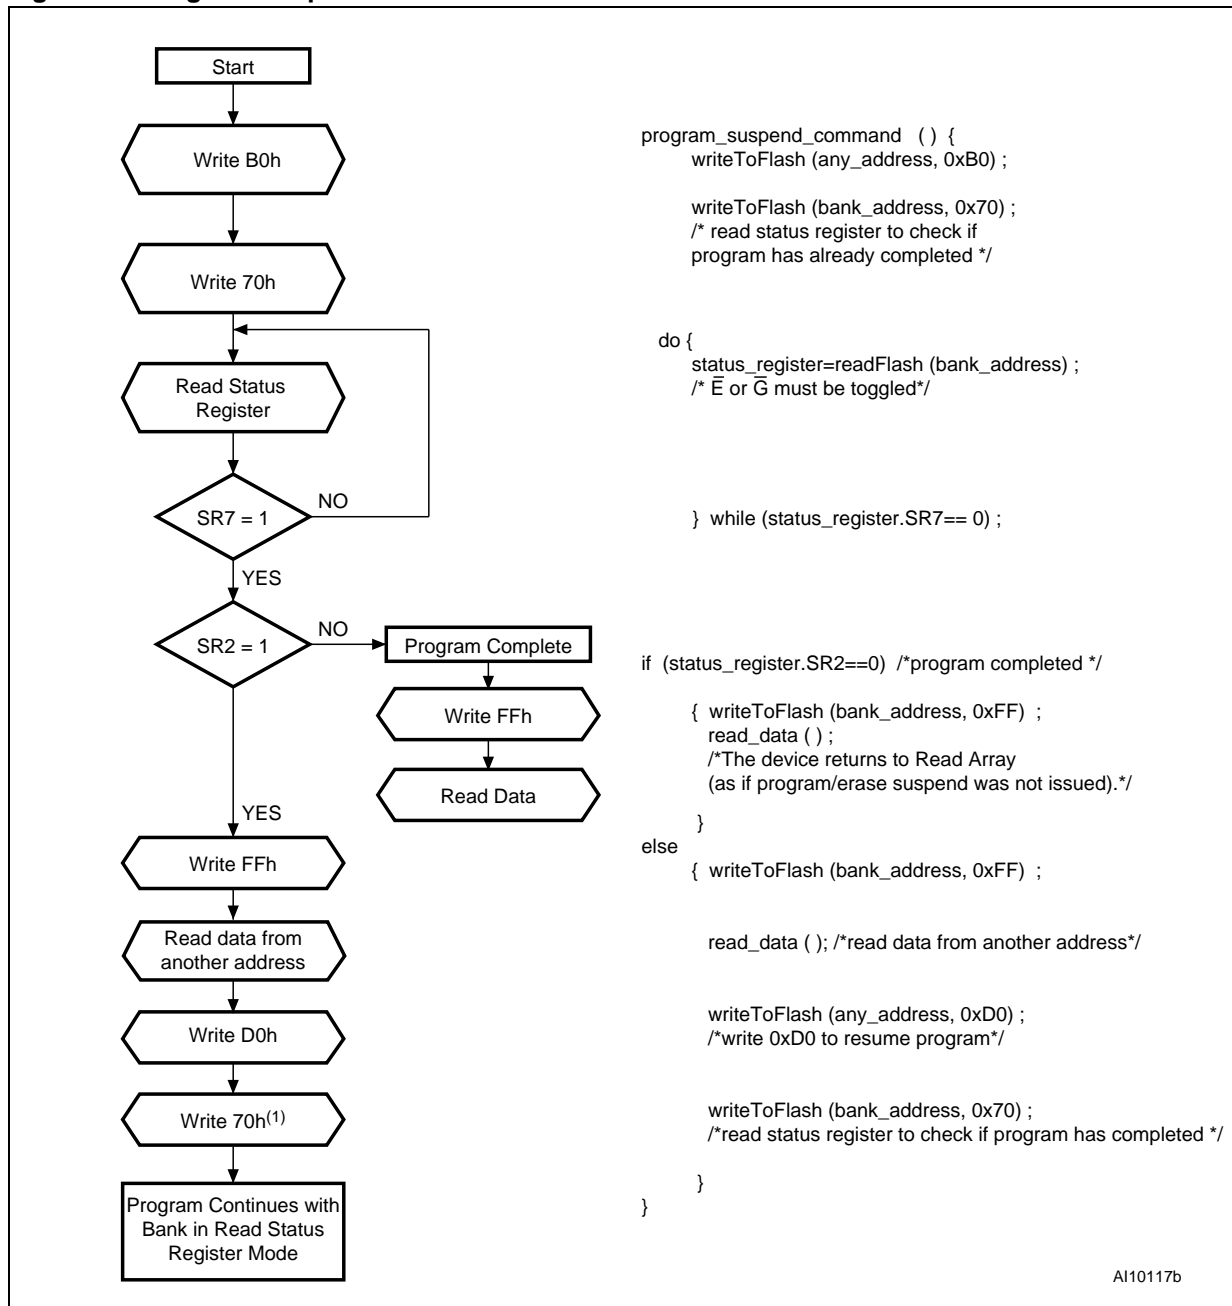 Start
Write B0h
Write 70h
Read Status
Register
SR7 = 1
NO
YES
SR2 = 1
NO
Program Complete
Write FFh
Read Data
YES
Write FFh
Read data from
another address
Write D0h
Write 70h(1)
Program Continues with
Bank in Read Status
Register Mode
program_suspend_command ( ) {
writeToFlash (any_address, 0xB0) ;
writeToFlash (bank_address, 0x70) ;
/* read status register to check if
program has already completed */
do {
status_register=readFlash (bank_address) ;
/* E̅ or G̅ must be toggled*/
} while (status_register.SR7== 0) ;
if (status_register.SR2==0) /*program completed */
{ writeToFlash (bank_address, 0xFF) ;
read_data ( ) ;
/*The device returns to Read Array
(as if program/erase suspend was not issued).*/
}
else
{ writeToFlash (bank_address, 0xFF) ;
read_data ( ); /*read data from another address*/
writeToFlash (any_address, 0xD0) ;
/*write 0xD0 to resume program*/
writeToFlash (bank_address, 0x70) ;
/*read status register to check if program has completed */
}
}
AI10117b